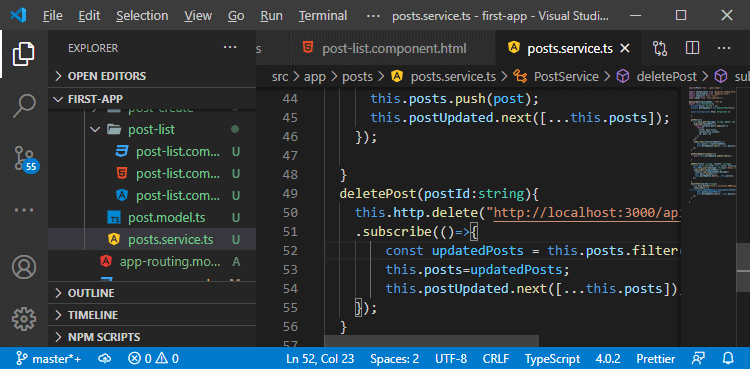 File Edit Selection View Go Run Terminal ··· posts.service.ts - first-app - Visual Studi...
EXPLORER ···
OPEN EDITORS
FIRST-APP
post-create
post-list
post-list.com... U
post-list.com... U
post-list.com... U
post.model.ts U
posts.service.ts U
app-routing.mo... A
OUTLINE
TIMELINE
NPM SCRIPTS
55
s post-list.component.html posts.service.ts
src > app > posts > posts.service.ts > PostService > deletePost > sul
44 this.posts.push(post);
45 this.postUpdated.next([...this.posts]);
46 });
47
48 }
49 deletePost(postId:string){
50 this.http.delete("http://localhost:3000/api
51 .subscribe(()=>{
52 const updatedPosts = this.posts.filter(
53 this.posts=updatedPosts;
54 this.postUpdated.next([...this.posts])
55 });
56 }
57
master*+ 0 0 Ln 52, Col 23 Spaces: 2 UTF-8 CRLF TypeScript 4.0.2 Prettier